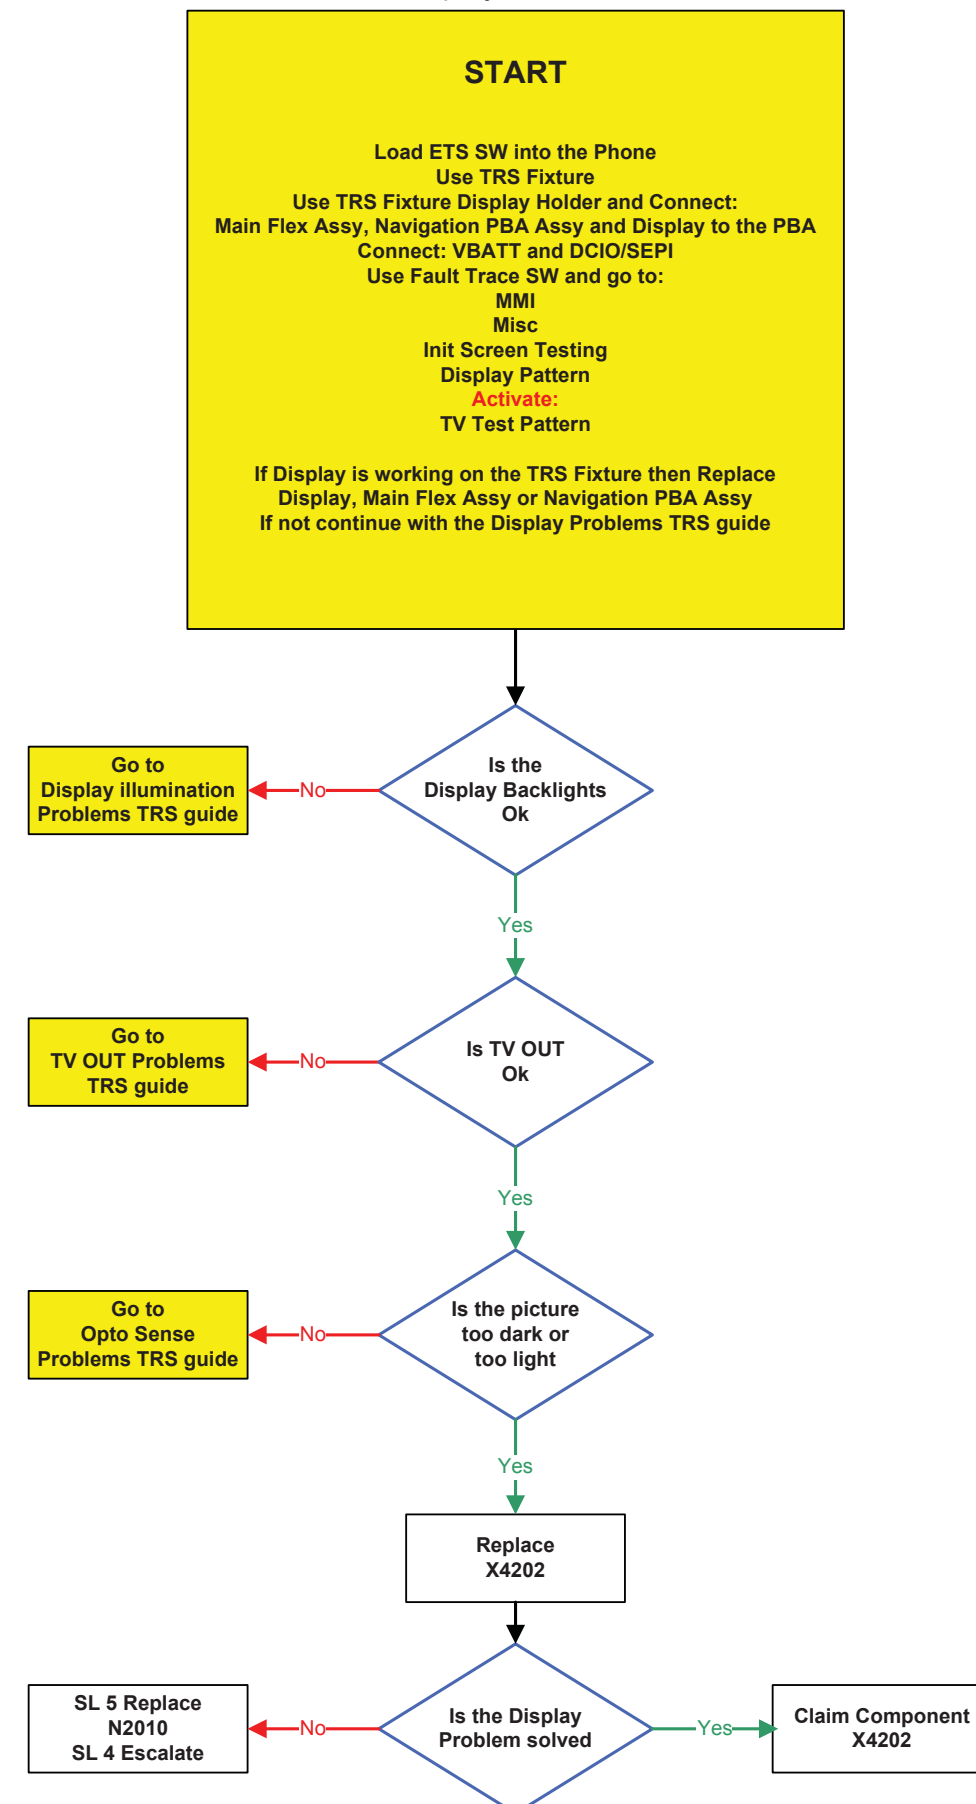 START
Load ETS SW into the Phone
Use TRS Fixture
Use TRS Fixture Display Holder and Connect:
Main Flex Assy, Navigation PBA Assy and Display to the PBA
Connect: VBATT and DCIO/SEPI
Use Fault Trace SW and go to:
MMI
Misc
Init Screen Testing
Display Pattern
Activate:
TV Test Pattern
If Display is working on the TRS Fixture then Replace
Display, Main Flex Assy or Navigation PBA Assy
If not continue with the Display Problems TRS guide
Is the
Display Backlights
Ok
No
Go to
Display illumination
Problems TRS guide
Yes
Is TV OUT
Ok
No
Go to
TV OUT Problems
TRS guide
Yes
Is the picture
too dark or
too light
No
Go to
Opto Sense
Problems TRS guide
Yes
Replace
X4202
Is the Display
Problem solved
No
SL 5 Replace
N2010
SL 4 Escalate
Yes
Claim Component
X4202